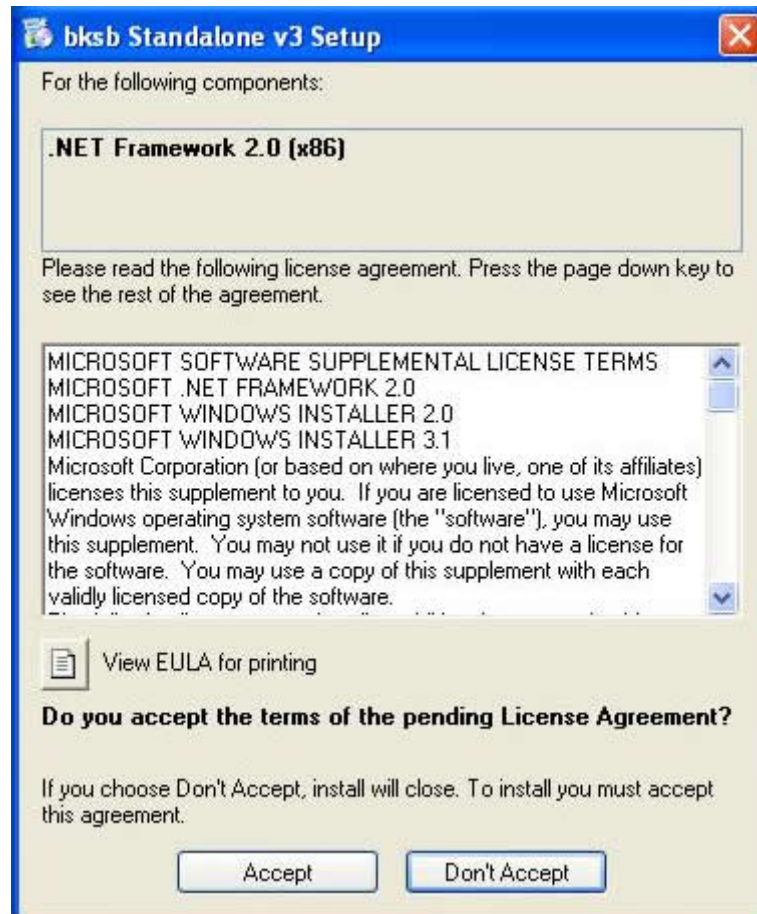 bksb Standalone v3 Setup
For the following components:
.NET Framework 2.0 (x86)
Please read the following license agreement. Press the page down key to
see the rest of the agreement.
MICROSOFT SOFTWARE SUPPLEMENTAL LICENSE TERMS
MICROSOFT .NET FRAMEWORK 2.0
MICROSOFT WINDOWS INSTALLER 2.0
MICROSOFT WINDOWS INSTALLER 3.1
Microsoft Corporation (or based on where you live, one of its affiliates)
licenses this supplement to you.  If you are licensed to use Microsoft
Windows operating system software (the "software"), you may use
this supplement.  You may not use it if you do not have a license for
the software.  You may use a copy of this supplement with each
validly licensed copy of the software.
View EULA for printing
Do you accept the terms of the pending License Agreement?
If you choose Don't Accept, install will close. To install you must accept
this agreement.
Accept
Don't Accept